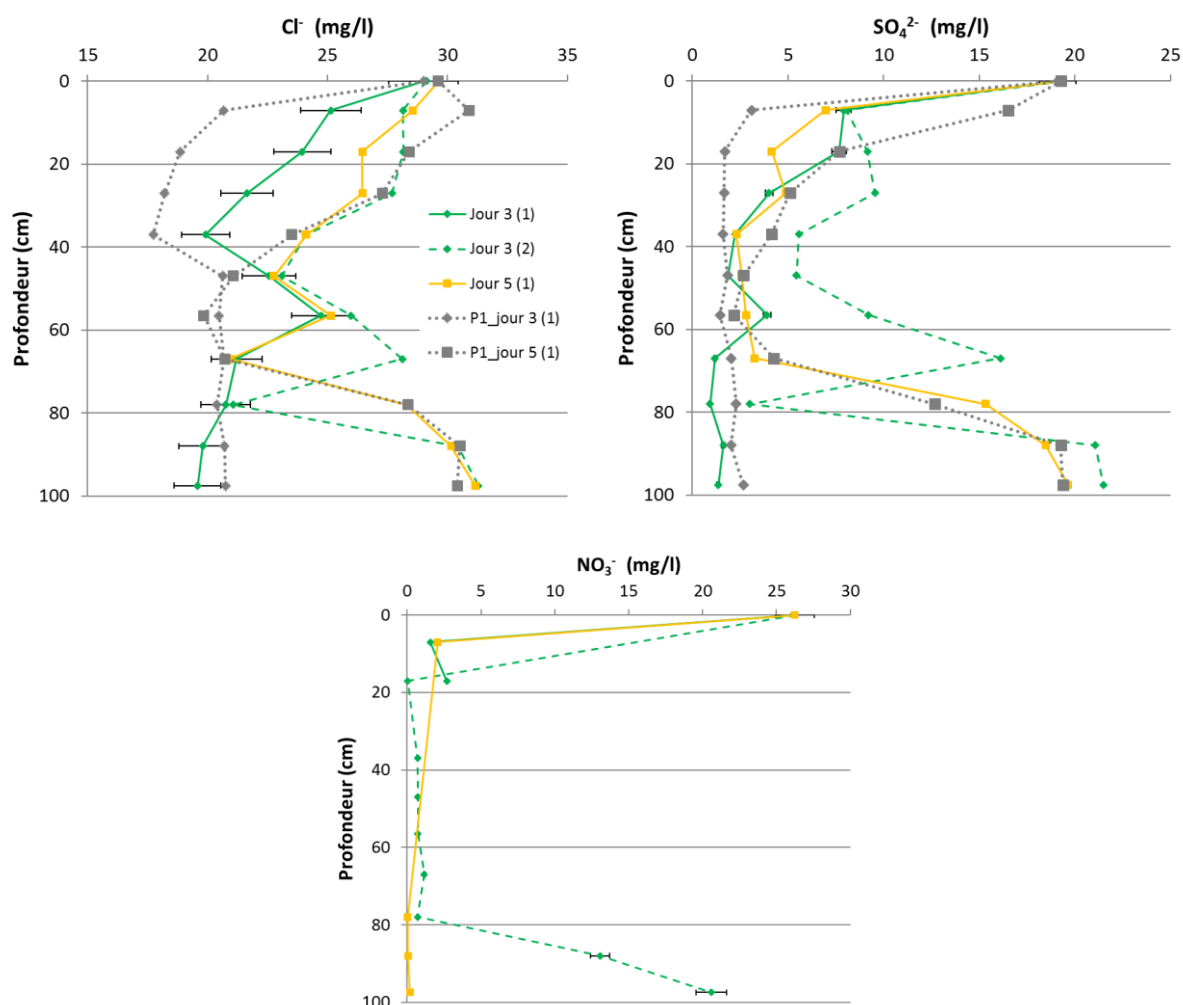 Cl⁻ (mg/l)
15 20 25 30 35
0
20
40
60
80
100
Profondeur (cm)
Jour 3 (1)
Jour 3 (2)
Jour 5 (1)
P1_jour 3 (1)
P1_jour 5 (1)
SO₄²⁻ (mg/l)
0 5 10 15 20 25
0
20
40
60
80
100
Profondeur (cm)
NO₃⁻ (mg/l)
0 5 10 15 20 25 30
0
20
40
60
80
100
Profondeur (cm)